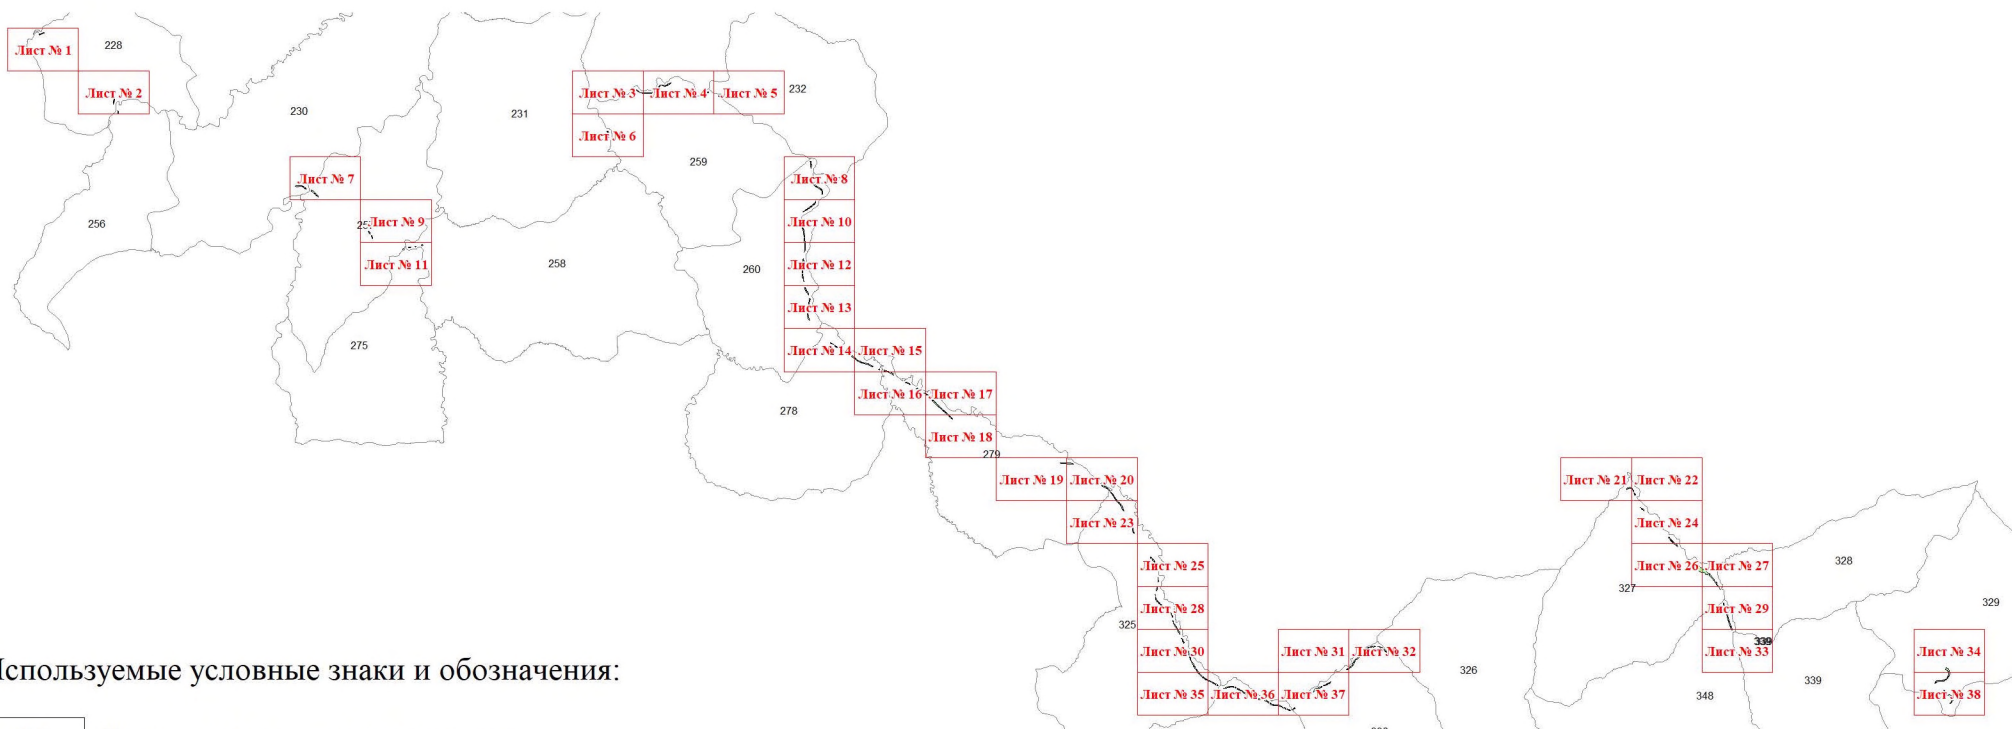 Лист № 1
228
Лист № 2
230
231
Лист № 3
Лист № 4
Лист № 5
232
Лист № 6
259
Лист № 7
Лист № 8
256
Лист № 9
Лист № 10
258
260
Лист № 11
Лист № 12
Лист № 13
275
Лист № 14
Лист № 15
278
Лист № 16
Лист № 17
Лист № 18
279
Лист № 19
Лист № 20
Лист № 21
Лист № 22
Лист № 23
Лист № 24
Лист № 25
Лист № 26
Лист № 27
328
327
Лист № 28
Лист № 29
329
325
339
Лист № 30
Лист № 31
Лист № 32
326
Лист № 33
339
Лист № 34
Лист № 35
Лист № 36
Лист № 37
348
Лист № 38
спользуемые условные знаки и обозначения: